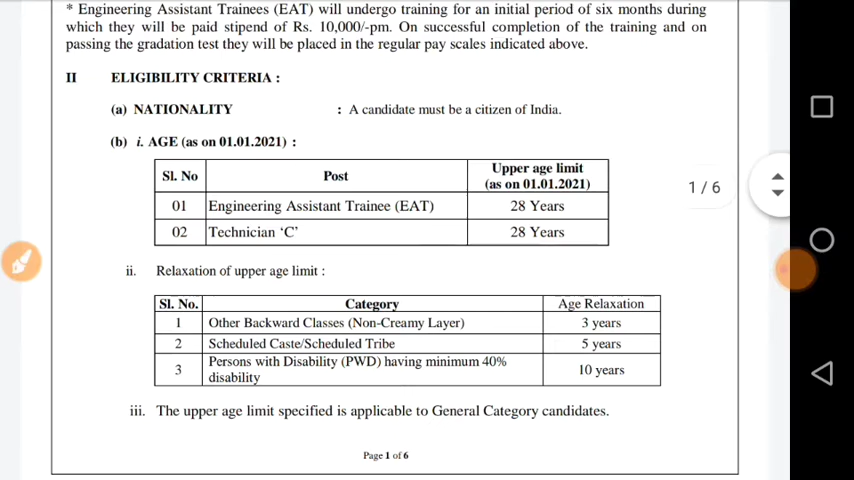 * Engineering Assistant Trainees (EAT) will undergo training for an initial period of six months during
which they will be paid stipend of Rs. 10,000/-pm. On successful completion of the training and on
passing the gradation test they will be placed in the regular pay scales indicated above.
II ELIGIBILITY CRITERIA :
(a) NATIONALITY : A candidate must be a citizen of India.
(b) i. AGE (as on 01.01.2021) :
Sl. No Post Upper age limit
(as on 01.01.2021)
01 Engineering Assistant Trainee (EAT) 28 Years
02 Technician ‘C’ 28 Years
1 / 6
ii. Relaxation of upper age limit :
Sl. No. Category Age Relaxation
1 Other Backward Classes (Non-Creamy Layer) 3 years
2 Scheduled Caste/Scheduled Tribe 5 years
3 Persons with Disability (PWD) having minimum 40%
disability 10 years
iii. The upper age limit specified is applicable to General Category candidates.
Page 1 of 6